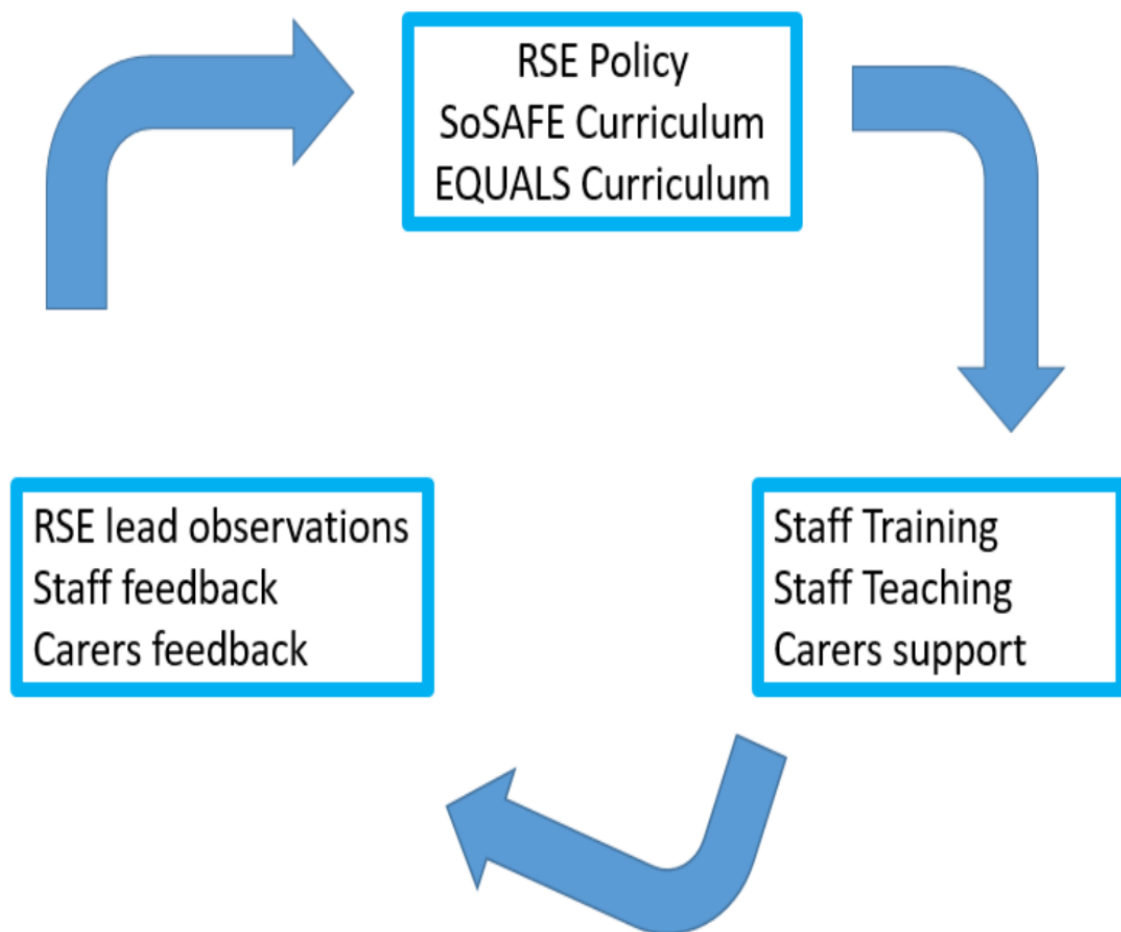 RSE Policy
SoSAFE Curriculum
EQUALS Curriculum
RSE lead observations
Staff feedback
Carers feedback
Staff Training
Staff Teaching
Carers support